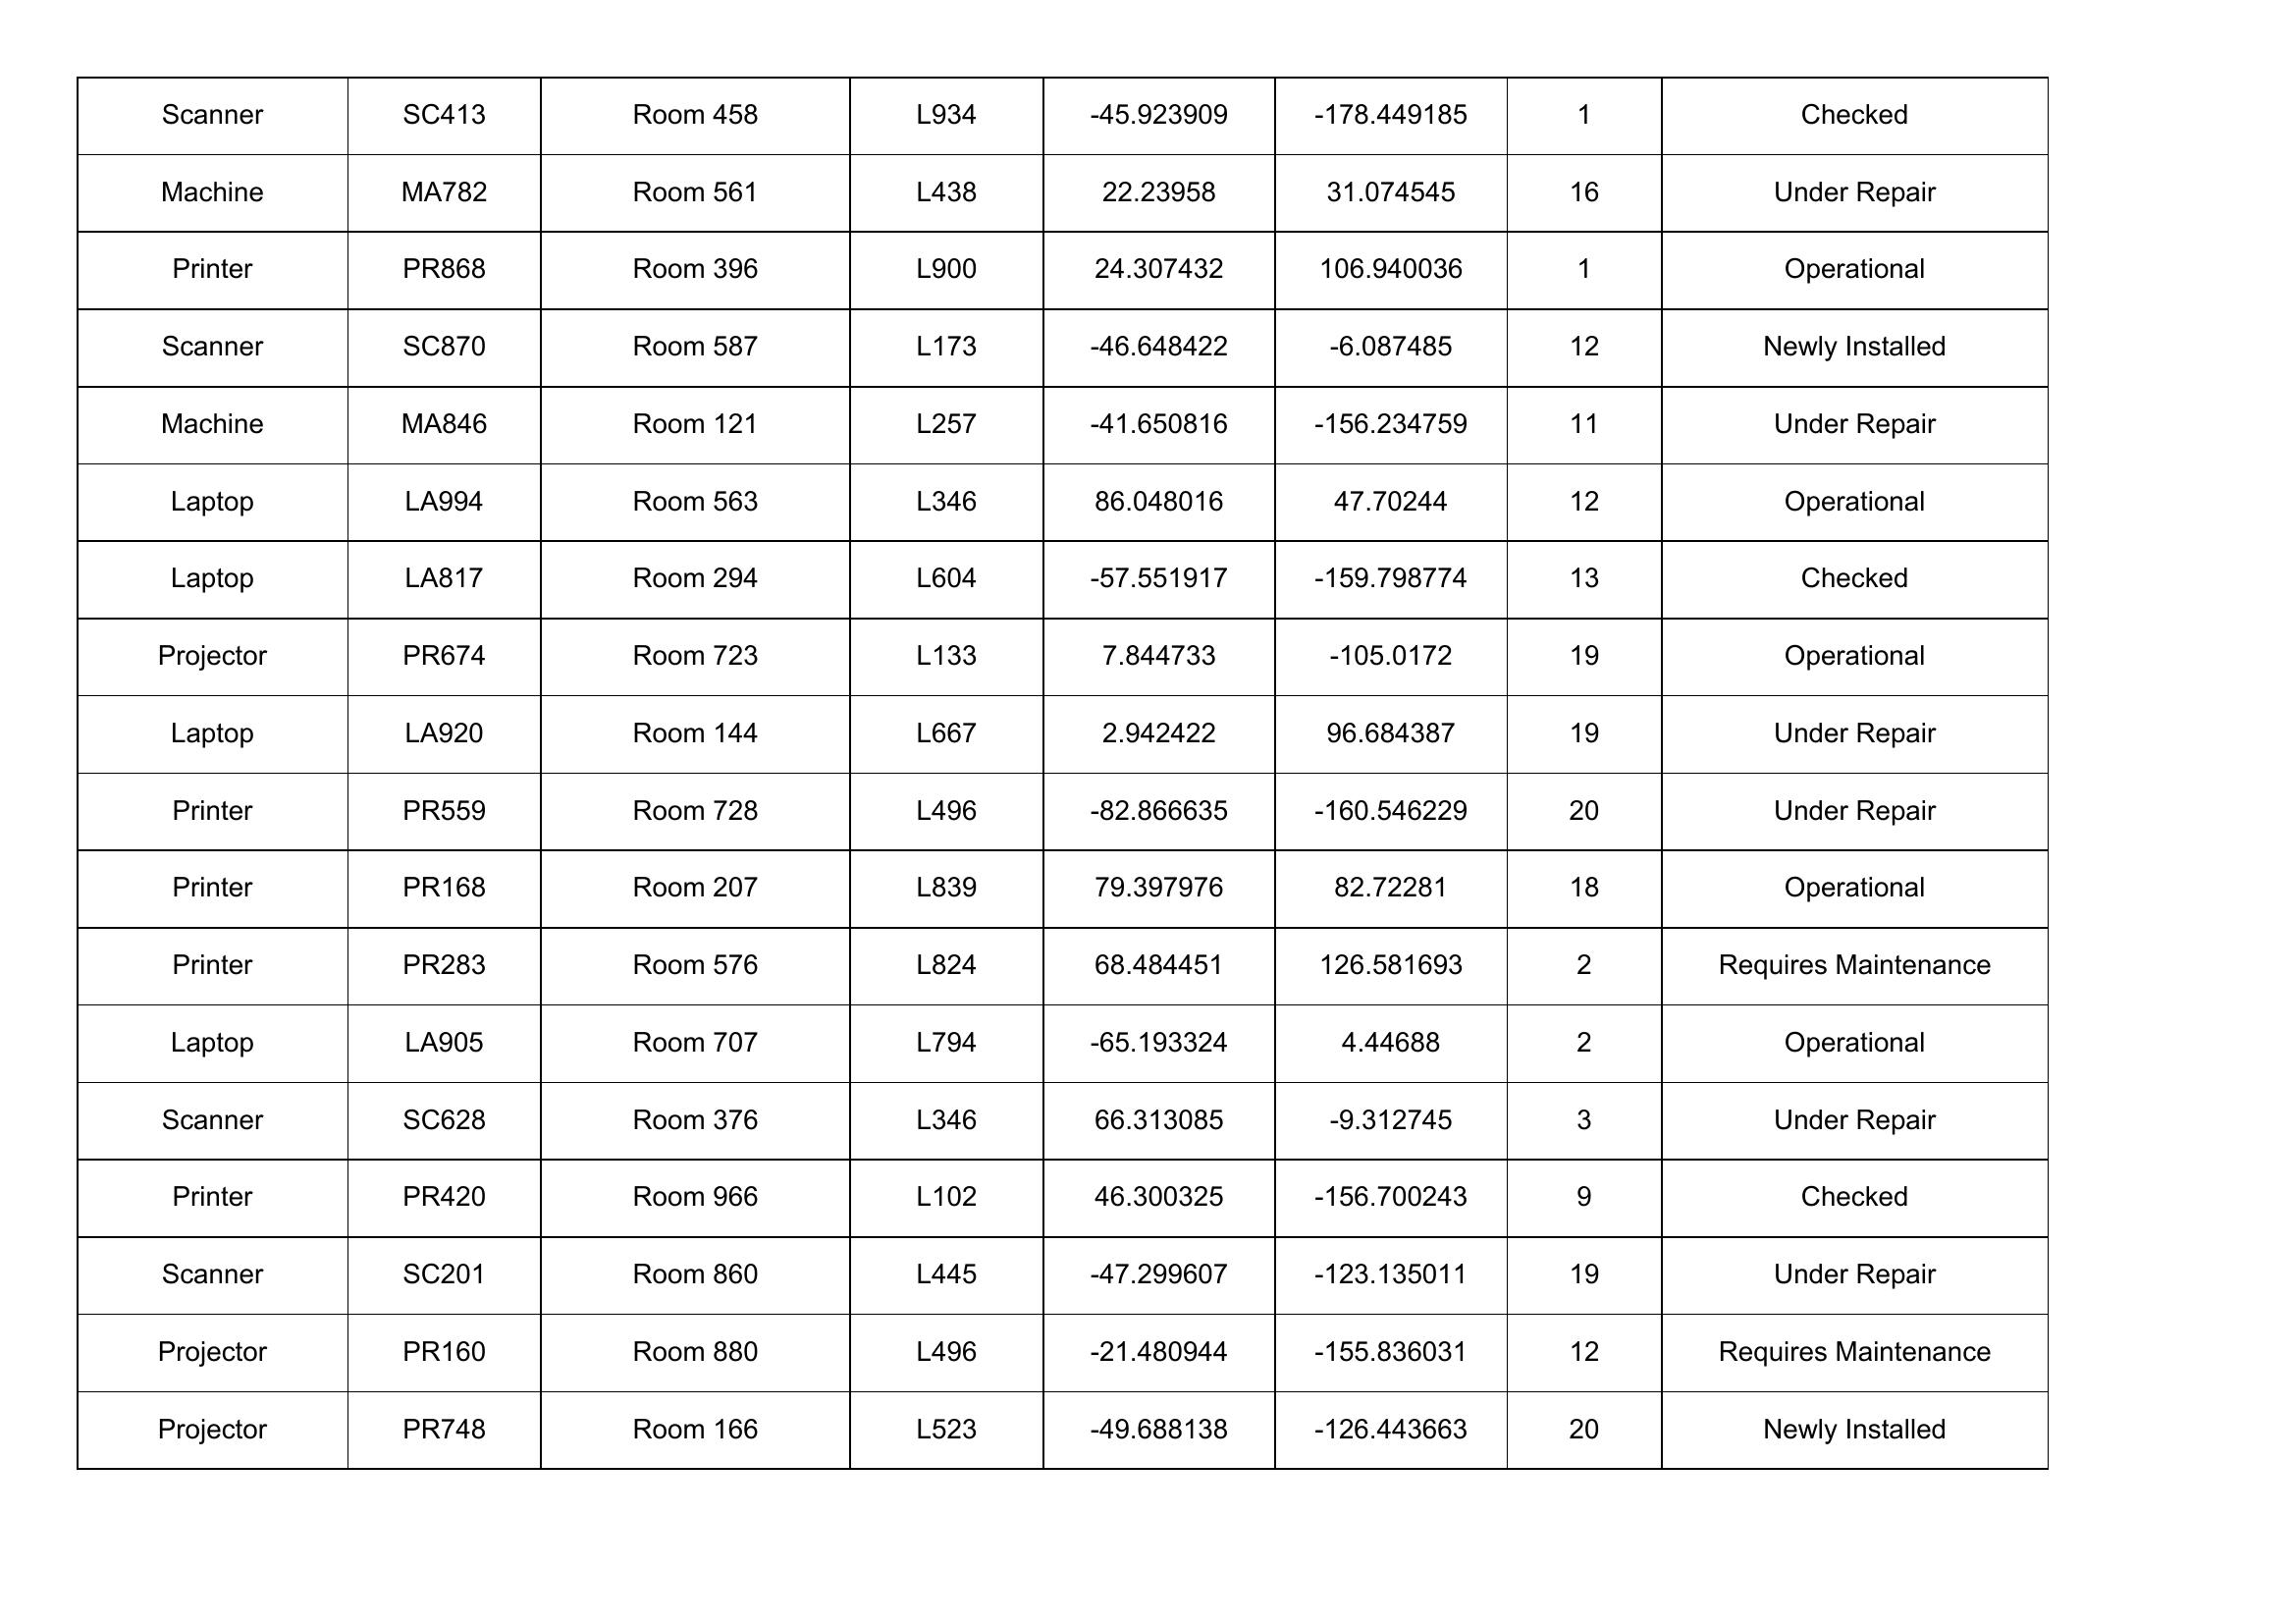 Scanner SC413 Room 458 L934 -45.923909 -178.449185 1 Checked
Machine MA782 Room 561 L438 22.23958 31.074545 16 Under Repair
Printer PR868 Room 396 L900 24.307432 106.940036 1 Operational
Scanner SC870 Room 587 L173 -46.648422 -6.087485 12 Newly Installed
Machine MA846 Room 121 L257 -41.650816 -156.234759 11 Under Repair
Laptop LA994 Room 563 L346 86.048016 47.70244 12 Operational
Laptop LA817 Room 294 L604 -57.551917 -159.798774 13 Checked
Projector PR674 Room 723 L133 7.844733 -105.0172 19 Operational
Laptop LA920 Room 144 L667 2.942422 96.684387 19 Under Repair
Printer PR559 Room 728 L496 -82.866635 -160.546229 20 Under Repair
Printer PR168 Room 207 L839 79.397976 82.72281 18 Operational
Printer PR283 Room 576 L824 68.484451 126.581693 2 Requires Maintenance
Laptop LA905 Room 707 L794 -65.193324 4.44688 2 Operational
Scanner SC628 Room 376 L346 66.313085 -9.312745 3 Under Repair
Printer PR420 Room 966 L102 46.300325 -156.700243 9 Checked
Scanner SC201 Room 860 L445 -47.299607 -123.135011 19 Under Repair
Projector PR160 Room 880 L496 -21.480944 -155.836031 12 Requires Maintenance
Projector PR748 Room 166 L523 -49.688138 -126.443663 20 Newly Installed